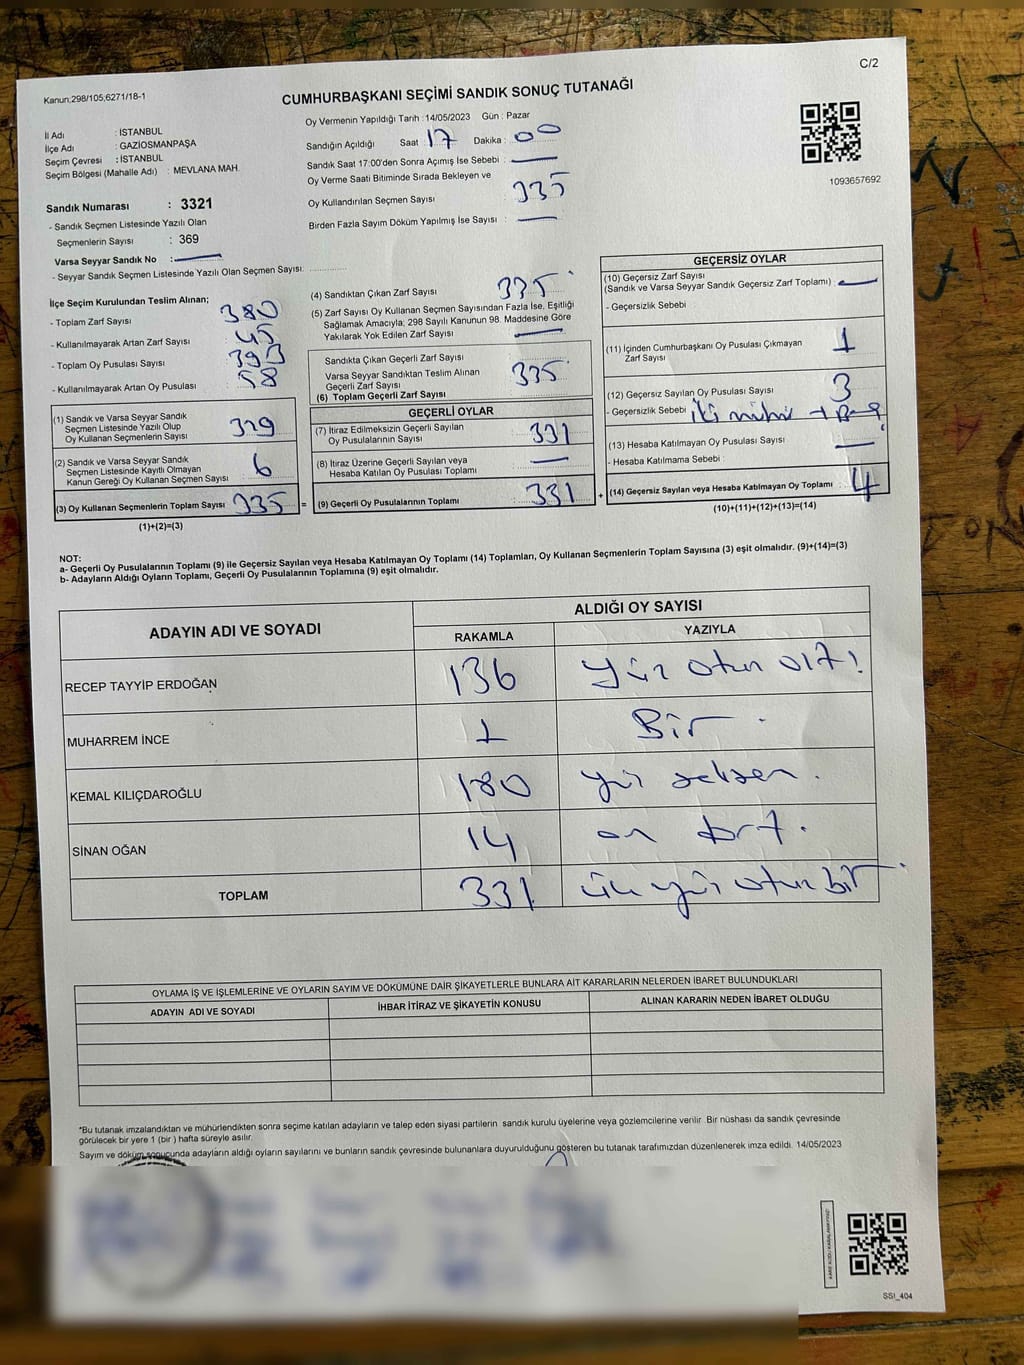 C/2
Kanun;298/105;6271/18-1
CUMHURBAŞKANI SEÇİMİ SANDIK SONUÇ TUTANAĞI
İl Adı : İSTANBUL
İlçe Adı : GAZİOSMANPAŞA
Seçim Çevresi : İSTANBUL
Seçim Bölgesi (Mahalle Adı) : MEVLANA MAH.
Sandık Numarası : 3321
- Sandık Seçmen Listesinde Yazılı Olan
Seçmenlerin Sayısı : 369
Varsa Seyyar Sandık No :
- Seyyar Sandık Seçmen Listesinde Yazılı Olan Seçmen Sayısı:
Oy Vermenin Yapıldığı Tarih : 14/05/2023 Gün : Pazar
Sandığın Açıldığı Saat : 17 Dakika : 00
Sandık Saat 17:00'den Sonra Açımış İse Sebebi :
Oy Verme Saati Bitiminde Sırada Bekleyen ve
Oy Kullandırılan Seçmen Sayısı 335
Birden Fazla Sayım Döküm Yapılmış İse Sayısı :
1093657692
İlçe Seçim Kurulundan Teslim Alınan;
- Toplam Zarf Sayısı 380
- Kullanılmayarak Artan Zarf Sayısı 45
- Toplam Oy Pusulası Sayısı 393
- Kullanılmayarak Artan Oy Pusulası 58
(1) Sandık ve Varsa Seyyar Sandık
Seçmen Listesinde Yazılı Olup
Oy Kullanan Seçmenlerin Sayısı 329
(2) Sandık ve Varsa Seyyar Sandık
Seçmen Listesinde Kayıtlı Olmayan
Kanun Gereği Oy Kullanan Seçmen Sayısı 6
(3) Oy Kullanan Seçmenlerin Toplam Sayısı 335
(1)+(2)=(3)
(4) Sandıktan Çıkan Zarf Sayısı 335
(5) Zarf Sayısı Oy Kullanan Seçmen Sayısından Fazla İse, Eşitliği
Sağlamak Amacıyla; 298 Sayılı Kanunun 98. Maddesine Göre
Yakılarak Yok Edilen Zarf Sayısı
Sandıkta Çıkan Geçerli Zarf Sayısı
Varsa Seyyar Sandıktan Teslim Alınan
Geçerli Zarf Sayısı 335
(6) Toplam Geçerli Zarf Sayısı
GEÇERLİ OYLAR
(7) İtiraz Edilmeksizin Geçerli Sayılan
Oy Pusulalarının Sayısı 331
(8) İtiraz Üzerine Geçerli Sayılan veya
Hesaba Katılan Oy Pusulası Toplamı
= (9) Geçerli Oy Pusulalarının Toplamı 331 +
GEÇERSİZ OYLAR
(10) Geçersiz Zarf Sayısı
(Sandık ve Varsa Seyyar Sandık Geçersiz Zarf Toplamı) :
- Geçersizlik Sebebi :
(11) İçinden Cumhurbaşkanı Oy Pusulası Çıkmayan
Zarf Sayısı 1
(12) Geçersiz Sayılan Oy Pusulası Sayısı 3
- Geçersizlik Sebebi : iki mühür
(13) Hesaba Katılmayan Oy Pusulası Sayısı
- Hesaba Katılmama Sebebi :
(14) Geçersiz Sayılan veya Hesaba Katılmayan Oy Toplamı 4
(10)+(11)+(12)+(13)=(14)
NOT:
a- Geçerli Oy Pusulalarının Toplamı (9) ile Geçersiz Sayılan veya Hesaba Katılmayan Oy Toplamı (14) Toplamları, Oy Kullanan Seçmenlerin Toplam Sayısına (3) eşit olmalıdır. (9)+(14)=(3)
b- Adayların Aldığı Oyların Toplamı, Geçerli Oy Pusulalarının Toplamına (9) eşit olmalıdır.
ADAYIN ADI VE SOYADI ALDIĞI OY SAYISI
RAKAMLA YAZIYLA
RECEP TAYYİP ERDOĞAN 136 Yüz otuz altı
MUHARREM İNCE 1 Bir
KEMAL KILIÇDAROĞLU 180 yüz seksen.
SİNAN OĞAN 14 on dört.
TOPLAM 331 üç yüz otuz bir
OYLAMA İŞ VE İŞLEMLERİNE VE OYLARIN SAYIM VE DÖKÜMÜNE DAİR ŞİKAYETLERLE BUNLARA AİT KARARLARIN NELERDEN İBARET BULUNDUKLARI
ADAYIN ADI VE SOYADI İHBAR İTİRAZ VE ŞİKAYETİN KONUSU ALINAN KARARIN NEDEN İBARET OLDUĞU
*Bu tutanak imzalandıktan ve mühürlendikten sonra seçime katılan adayların ve talep eden siyasi partilerin sandık kurulu üyelerine veya gözlemcilerine verilir. Bir nüshası da sandık çevresinde
görülecek bir yere 1 (bir) hafta süreyle asılır.
Sayım ve döküm sonucunda adayların aldığı oyların sayılarını ve bunların sandık çevresinde bulunanlara duyurulduğunu gösteren bu tutanak tarafımızdan düzenlenerek imza edildi. 14/05/2023
SSI_404